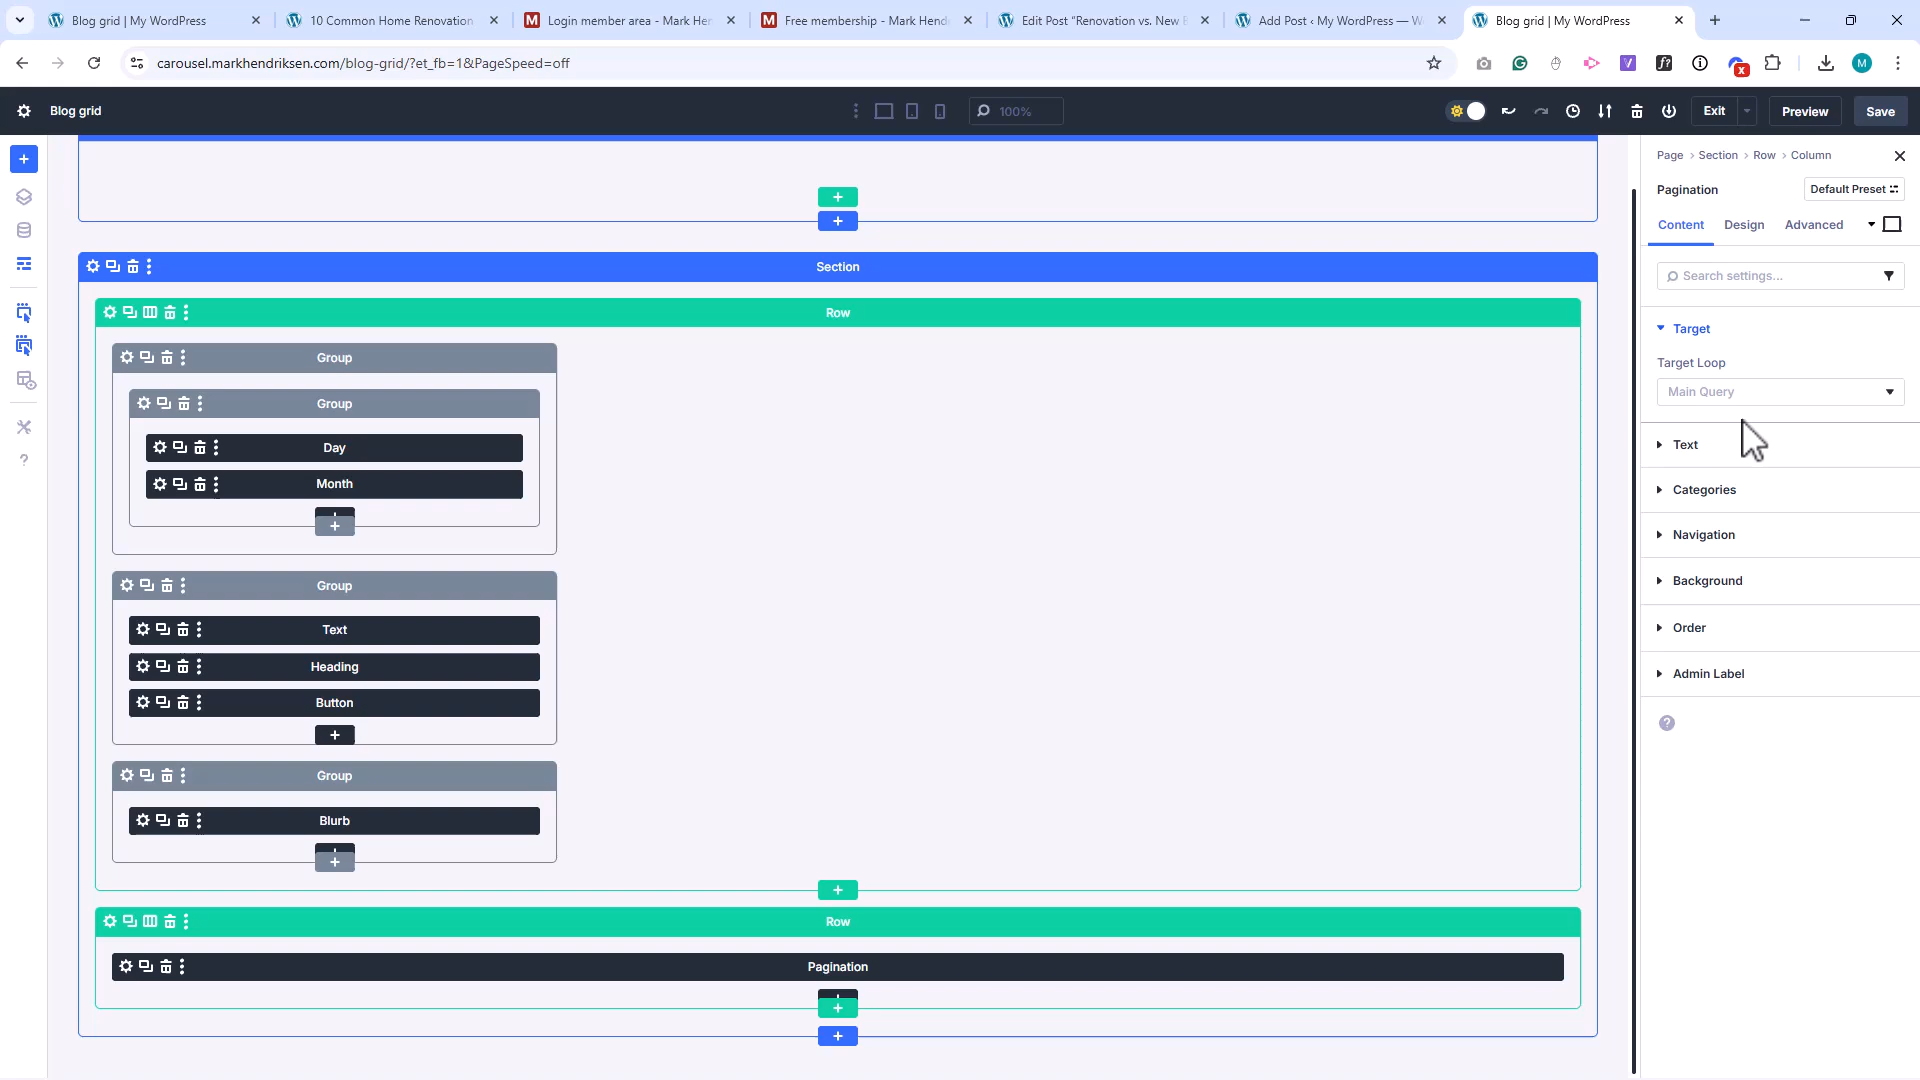 Blog grid | My WordPress
10 Common Home Renovation
Login member area - Mark Hen
Free membership - Mark Hend
Edit Post "Renovation vs. New B
Add Post ‹ My WordPress — W
Blog grid | My WordPress
carousel.markhendriksen.com/blog-grid/?et_fb=1&PageSpeed=off
Blog grid
100%
Exit
Preview
Save
Page > Section > Row > Column
Pagination
Default Preset
Content
Design
Advanced
Search settings...
Target
Target Loop
Main Query
Text
Categories
Navigation
Background
Order
Admin Label
Section
Row
Group
Group
Day
Month
Group
Text
Heading
Button
Group
Blurb
Row
Pagination